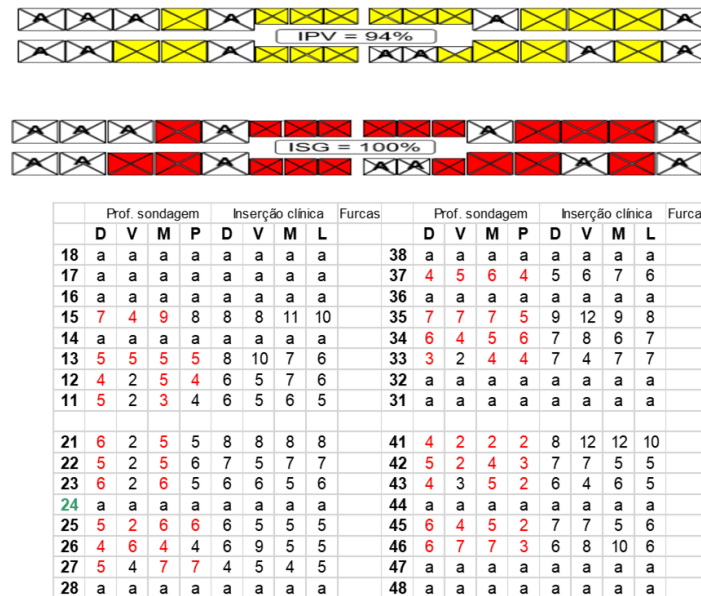 A A A A A A
IPV = 94%
A A A A A A A
A A A A A A
ISG = 100%
A A A A A A A
Prof. sondagem Inserção clínica Furcas Prof. sondagem Inserção clínica Furca
D V M P D V M L D V M P D V M L
18 a a a a a a a a 38 a a a a a a a a
17 a a a a a a a a 37 4 5 6 4 5 6 7 6
16 a a a a a a a a 36 a a a a a a a a
15 7 4 9 8 8 8 11 10 35 7 7 7 5 9 12 9 8
14 a a a a a a a a 34 6 4 5 6 7 8 6 7
13 5 5 5 5 8 10 7 6 33 3 2 4 4 7 4 7 7
12 4 2 5 4 6 5 7 6 32 a a a a a a a a
11 5 2 3 4 6 5 6 5 31 a a a a a a a a
21 6 2 5 5 8 8 8 8 41 4 2 2 2 8 12 12 10
22 5 2 5 6 7 5 7 7 42 5 2 4 3 7 7 5 5
23 6 2 6 5 6 6 5 6 43 4 3 5 2 6 4 6 5
24 a a a a a a a a 44 a a a a a a a a
25 5 2 6 6 6 5 5 5 45 6 4 5 2 7 7 5 6
26 4 6 4 4 6 9 5 5 46 6 7 7 3 6 8 10 6
27 5 4 7 7 4 5 4 5 47 a a a a a a a a
28 a a a a a a a a 48 a a a a a a a a